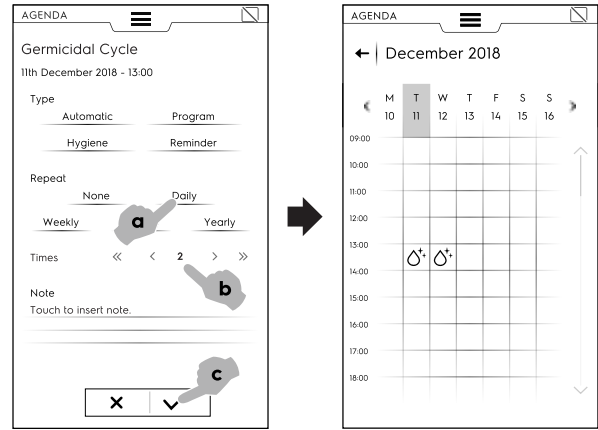 AGENDA
Germicidal Cycle
11th December 2018 - 13:00
Type
Automatic Program
Hygiene Reminder
Repeat
None Daily
a
Weekly Yearly
Times « < 2 > »
b
Note
Touch to insert note.
c
AGENDA
December 2018
M T W T F S S
10 11 12 13 14 15 16
09:00
10:00
11:00
12:00
13:00
14:00
15:00
16:00
17:00
18:00